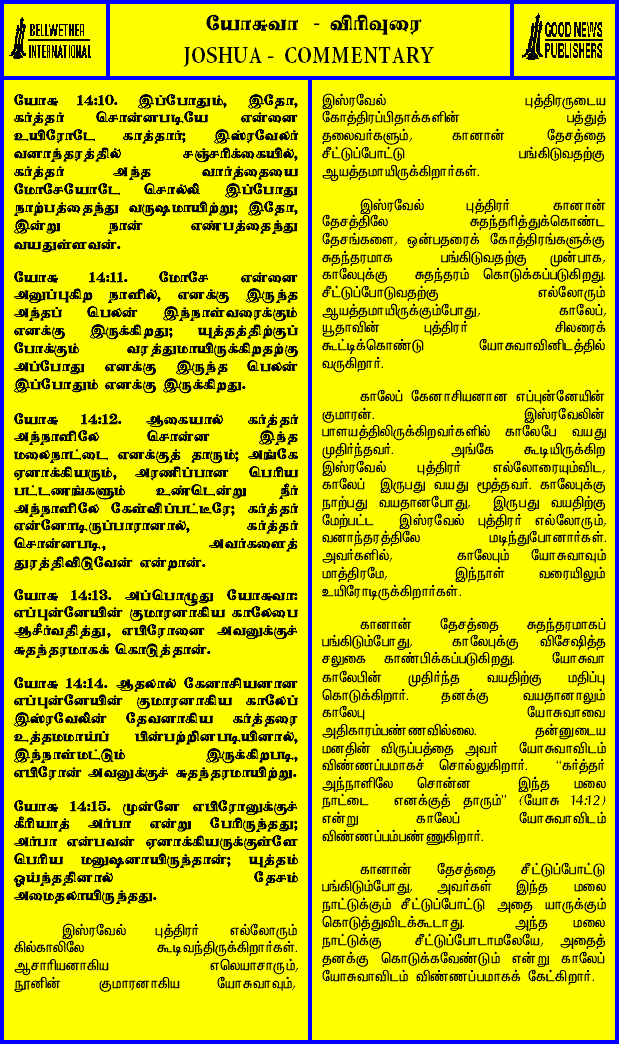 BELLWETHER
INTERNATIONAL
யோசுவா - விரிவுரை
JOSHUA - COMMENTARY
GOOD NEWS
PUBLISHERS
யோசு 14:10. இப்போதும், இதோ,
கர்த்தர் சொன்னபடியே என்னை
உயிரோடே காத்தார்; இஸ்ரவேலர்
வனாந்தரத்தில் சஞ்சரிக்கையில்,
கர்த்தர் அந்த வார்த்தையை
மோசேயோடே சொல்லி இப்போது
நாற்பத்தைந்து வருஷமாயிற்று; இதோ,
இன்று நான் எண்பத்தைந்து
வயதுள்ளவன்.
யோசு 14:11. மோசே என்னை
அனுப்புகிற நாளில், எனக்கு இருந்த
அந்தப் பெலன் இந்நாள்வரைக்கும்
எனக்கு இருக்கிறது; யுத்தத்திற்குப்
போக்கும் வரத்துமாயிருக்கிறதற்கு
அப்போது எனக்கு இருந்த பெலன்
இப்போதும் எனக்கு இருக்கிறது.
யோசு 14:12. ஆகையால் கர்த்தர்
அந்நாளிலே சொன்ன இந்த
மலைநாட்டை எனக்குத் தாரும்; அங்கே
ஏனாக்கியரும், அரணிப்பான பெரிய
பட்டணங்களும் உண்டென்று நீர்
அந்நாளிலே கேள்விப்பட்டீரே; கர்த்தர்
என்னோடிருப்பாரானால், கர்த்தர்
சொன்னபடி, அவர்களைத்
துரத்திவிடுவேன் என்றான்.
யோசு 14:13. அப்பொழுது யோசுவா:
எப்புன்னேயின் குமாரனாகிய காலேபை
ஆசீர்வதித்து, எபிரோனை அவனுக்குச்
சுதந்தரமாகக் கொடுத்தான்.
யோசு 14:14. ஆதலால் கேனாசியனான
எப்புன்னேயின் குமாரனாகிய காலேப்
இஸ்ரவேலின் தேவனாகிய கர்த்தரை
உத்தமமாய்ப் பின்பற்றினபடியினால்,
இந்நாள்மட்டும் இருக்கிறபடி,
எபிரோன் அவனுக்குச் சுதந்தரமாயிற்று.
யோசு 14:15. முன்னே எபிரோனுக்குச்
கீரியாத் அர்பா என்று பேரிருந்தது;
அர்பா என்பவன் ஏனாக்கியருக்குள்ளே
பெரிய மனுஷனாயிருந்தான்; யுத்தம்
ஓய்ந்ததினால் தேசம்
அமைதலாயிருந்தது.
இஸ்ரவேல் புத்திரர் எல்லோரும்
கில்காலிலே கூடிவந்திருக்கிறார்கள்.
ஆசாரியனாகிய எலெயாசாரும்,
நூனின் குமாரனாகிய யோசுவாவும்,
இஸ்ரவேல் புத்திரருடைய
கோத்திரப்பிதாக்களின் பத்துத்
தலைவர்களும், கானான் தேசத்தை
சீட்டுப்போட்டு பங்கிடுவதற்கு
ஆயத்தமாயிருக்கிறார்கள்.
இஸ்ரவேல் புத்திரர் கானான்
தேசத்திலே சுதந்தரித்துக்கொண்ட
தேசங்களை, ஒன்பதரைக் கோத்திரங்களுக்கு
சுதந்தரமாக பங்கிடுவதற்கு முன்பாக,
காலேபுக்கு சுதந்தரம் கொடுக்கப்படுகிறது.
சீட்டுப்போடுவதற்கு எல்லோரும்
ஆயத்தமாயிருக்கும்போது, காலேப்,
யூதாவின் புத்திரர் சிலரைக்
கூட்டிக்கொண்டு யோசுவாவினிடத்தில்
வருகிறார்.
காலேப் கேனாசியனான எப்புன்னேயின்
குமாரன். இஸ்ரவேலின்
பாளயத்திலிருக்கிறவர்களில் காலேபே வயது
முதிர்ந்தவர். அங்கே கூடியிருக்கிற
இஸ்ரவேல் புத்திரர் எல்லோரையும்விட,
காலேப் இருபது வயது மூத்தவர். காலேபுக்கு
நாற்பது வயதானபோது, இருபது வயதிற்கு
மேற்பட்ட இஸ்ரவேல் புத்திரர் எல்லோரும்,
வனாந்தரத்திலே மடிந்துபோனார்கள்.
அவர்களில், காலேபும் யோசுவாவும்
மாத்திரமே, இந்நாள் வரையிலும்
உயிரோடிருக்கிறார்கள்.
கானான் தேசத்தை சுதந்தரமாகப்
பங்கிடும்போது, காலேபுக்கு விசேஷித்த
சலுகை காண்பிக்கப்படுகிறது. யோசுவா
காலேபின் முதிர்ந்த வயதிற்கு மதிப்பு
கொடுக்கிறார். தனக்கு வயதானாலும்
காலேபு யோசுவாவை
அதிகாரம்பண்ணவில்லை. தன்னுடைய
மனதின் விருப்பத்தை அவர் யோசுவாவிடம்
விண்ணப்பமாகச் சொல்லுகிறார். "கர்த்தர்
அந்நாளிலே சொன்ன இந்த மலை
நாட்டை எனக்குத் தாரும்" (யோசு 14:12)
என்று காலேப் யோசுவாவிடம்
விண்ணப்பம்பண்ணுகிறார்.
கானான் தேசத்தை சீட்டுப்போட்டு
பங்கிடும்போது, அவர்கள் இந்த மலை
நாட்டுக்கும் சீட்டுப்போட்டு அதை யாருக்கும்
கொடுத்துவிடக்கூடாது. அந்த மலை
நாட்டுக்கு சீட்டுப்போடாமலேயே, அதைத்
தனக்கு கொடுக்கவேண்டும் என்று காலேப்
யோசுவாவிடம் விண்ணப்பமாகக் கேட்கிறார்.